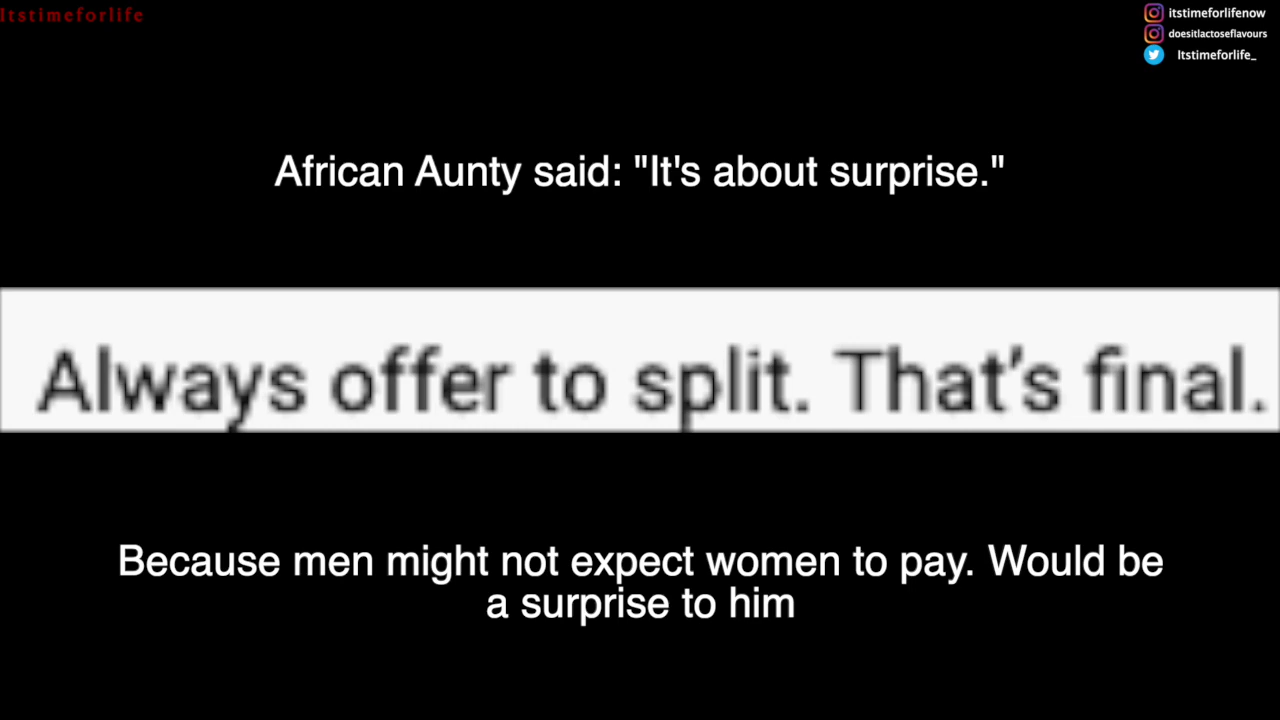 Itstimeforlife
itstimeforlifenow
doesitlactoseflavours
Itstimeforlife_
African Aunty said: "It's about surprise."
Always offer to split. That's final.
Because men might not expect women to pay. Would be
a surprise to him